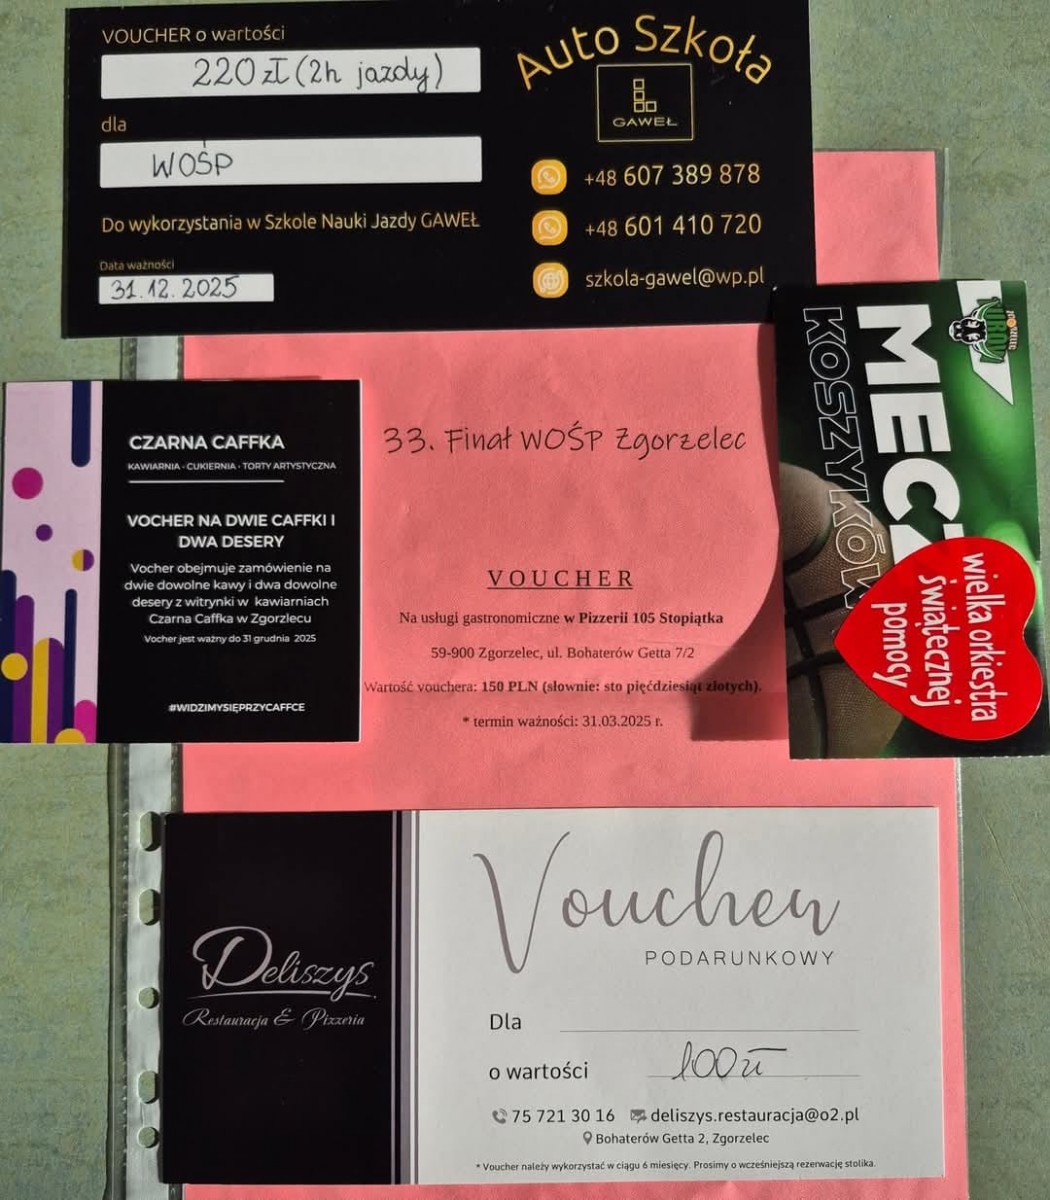 VOUCHER o wartości
220 zł (2h jazdy)
dla
WOŚP
Do wykorzystania w Szkole Nauki Jazdy GAWEŁ
Data ważności
31.12.2025
Auto Szkoła
GAWEŁ
+48 607 389 878
+48 601 410 720
szkola-gawel@wp.pl
CZARNA CAFFKA
KAWIARNIA • CUKIERNIA • TORTY ARTYSTYCZNA
VOCHER NA DWIE CAFFKI I
DWA DESERY
Vocher obejmuje zamówienie na
dwie dowolne kawy i dwa dowolne
desery z witrynki w kawiarniach
Czarna Caffka w Zgorzlecu
Vocher jest ważny do 31 grudnia 2025
#WIDZIMYSIĘPRZYCAFFCE
33. Finał WOŚP Zgorzelec
VOUCHER
Na usługi gastronomiczne w Pizzerii 105 Stopiątka
59-900 Zgorzelec, ul. Bohaterów Getta 7/2
Wartość vouchera: 150 PLN (słownie: sto pięćdziesiąt złotych).
* termin ważności: 31.03.2025 r.
TURÓW
ZGORZELEC
MECZ
KOSZYKÓW
wielka orkiestra
świątecznej
pomocy
Deliszys
Restauracja & Pizzeria
Voucher
PODARUNKOWY
Dla
o wartości 100 zł
75 721 30 16 deliszys.restauracja@o2.pl
Bohaterów Getta 2, Zgorzelec
* Voucher należy wykorzystać w ciągu 6 miesięcy. Prosimy o wcześniejszą rezerwację stolika.